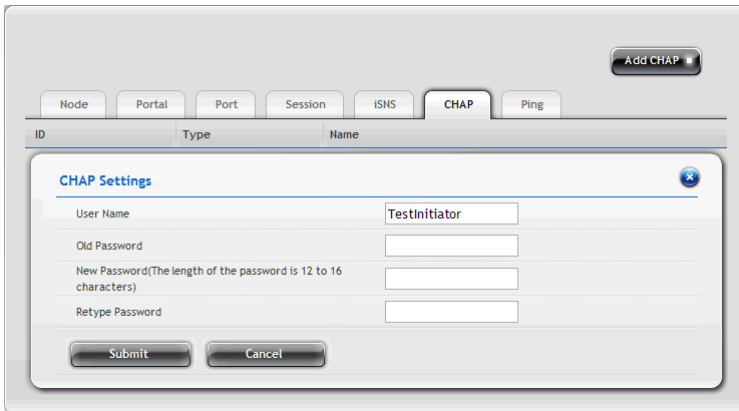 Add CHAP
Node Portal Port Session iSNS CHAP Ping
ID Type Name
CHAP Settings
User Name TestInitiator
Old Password
New Password(The length of the password is 12 to 16
characters)
Retype Password
Submit Cancel